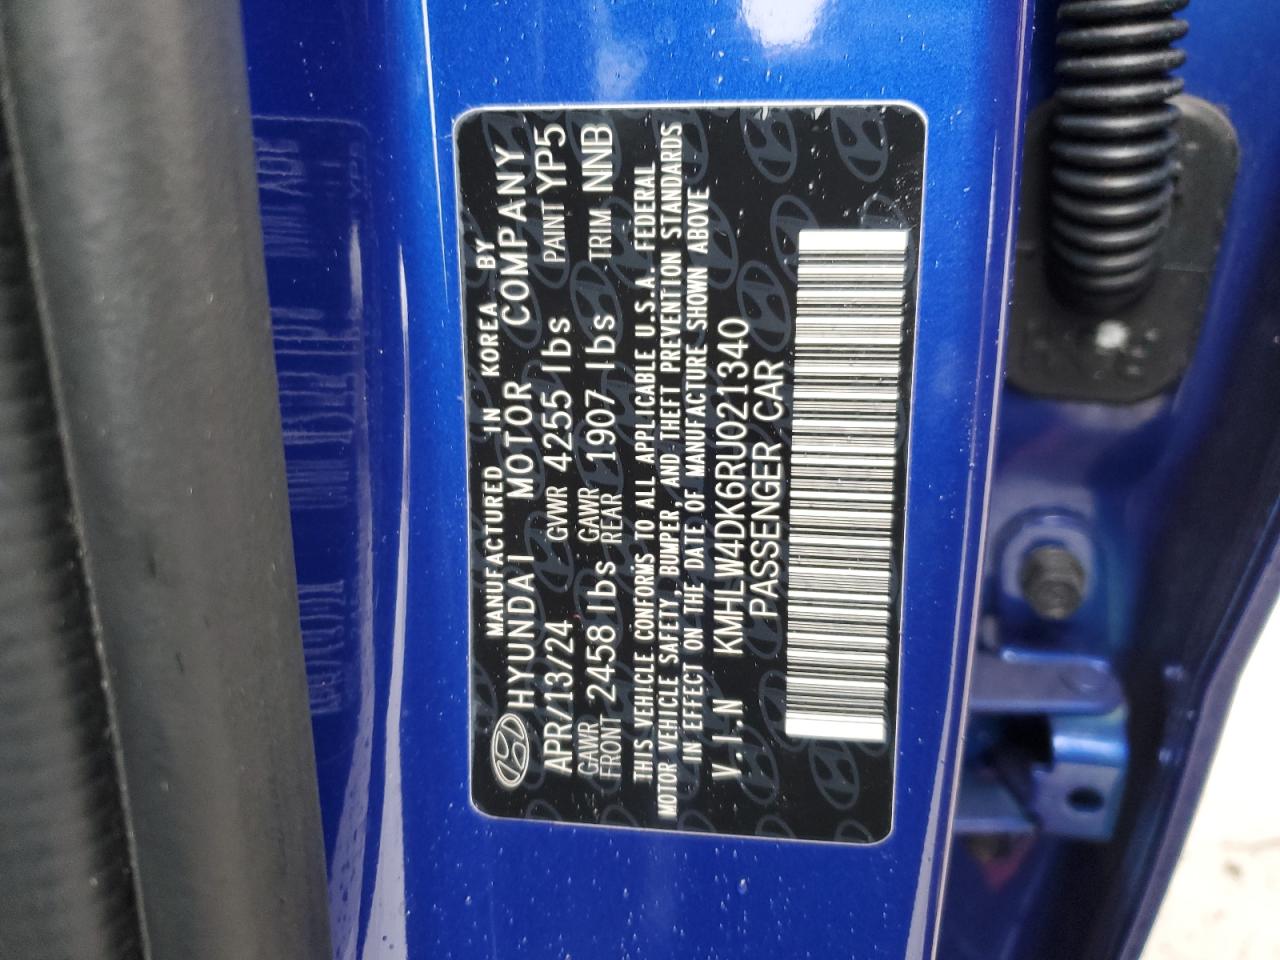 MANUFACTURED IN KOREA BY
HYUNDAI MOTOR COMPANY
APR/13/24 GVWR 4255 lbs PAINT YP5
GAWR FRONT 2458 lbs GAWR REAR 1907 lbs TRIM NNB
THIS VEHICLE CONFORMS TO ALL APPLICABLE U.S.A. FEDERAL
MOTOR VEHICLE SAFETY, BUMPER, AND THEFT PREVENTION STANDARDS
IN EFFECT ON THE DATE OF MANUFACTURE SHOWN ABOVE
V.I.N KMHLW4DK6RU021340
PASSENGER CAR